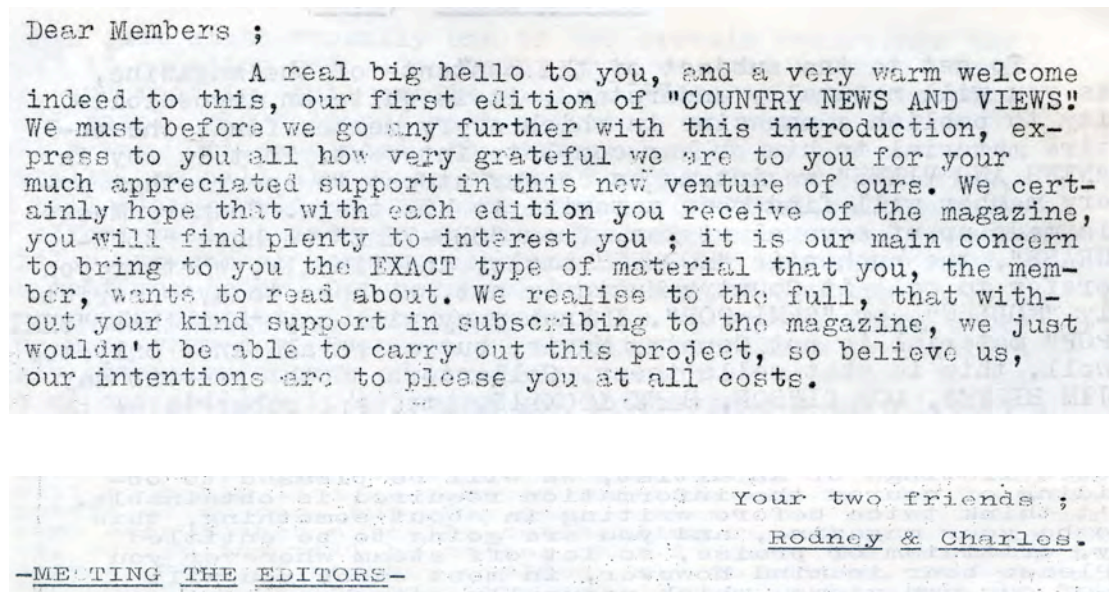 Dear Members ;
A real big hello to you, and a very warm welcome
indeed to this, our first edition of "COUNTRY NEWS AND VIEWS".
We must before we go any further with this introduction, ex-
press to you all how very grateful we are to you for your
much appreciated support in this new venture of ours. We cert-
ainly hope that with each edition you receive of the magazine,
you will find plenty to interest you ; it is our main concern
to bring to you the EXACT type of material that you, the mem-
ber, wants to read about. We realise to the full, that with-
out your kind support in subscribing to the magazine, we just
wouldn't be able to carry out this project, so believe us,
our intentions are to please you at all costs.
Your two friends ;
Rodney & Charles.
-MEETING THE EDITORS-